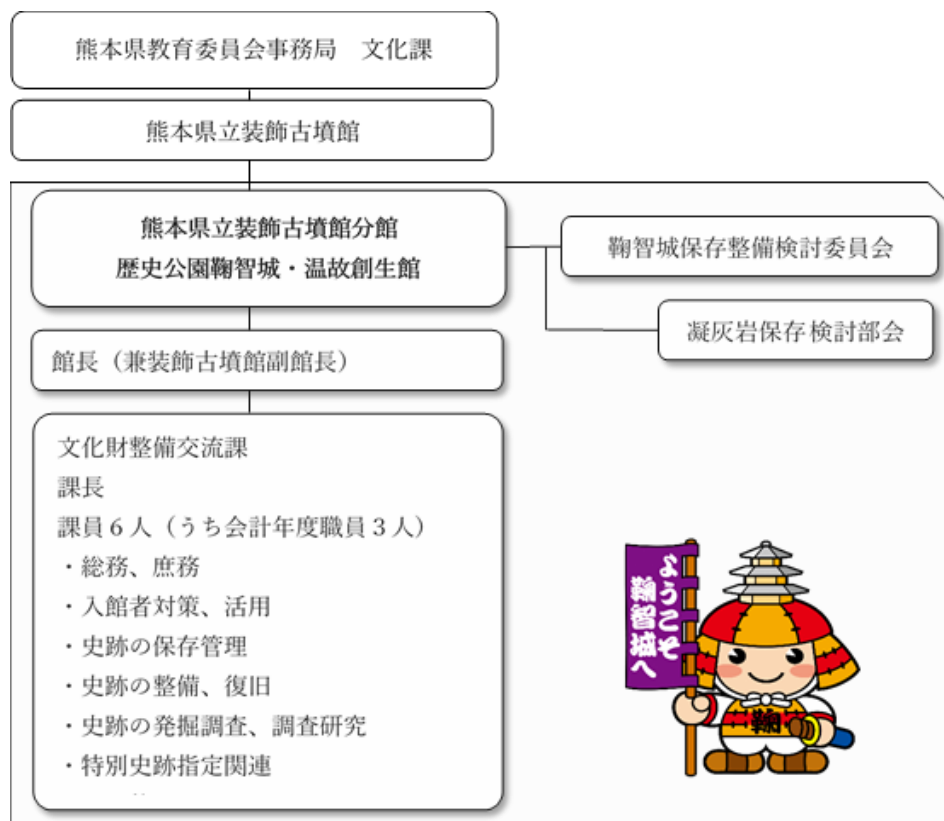 熊本県教育委員会事務局　文化課
熊本県立装飾古墳館
熊本県立装飾古墳館分館
歴史公園鞠智城・温故創生館
鞠智城保存整備検討委員会
凝灰岩保存検討部会
館長（兼装飾古墳館副館長）
文化財整備交流課
課長
課員６人（うち会計年度職員３人）
・総務、庶務
・入館者対策、活用
・史跡の保存管理
・史跡の整備、復旧
・史跡の発掘調査、調査研究
・特別史跡指定関連
ようこそ
鞠智城へ
鞠